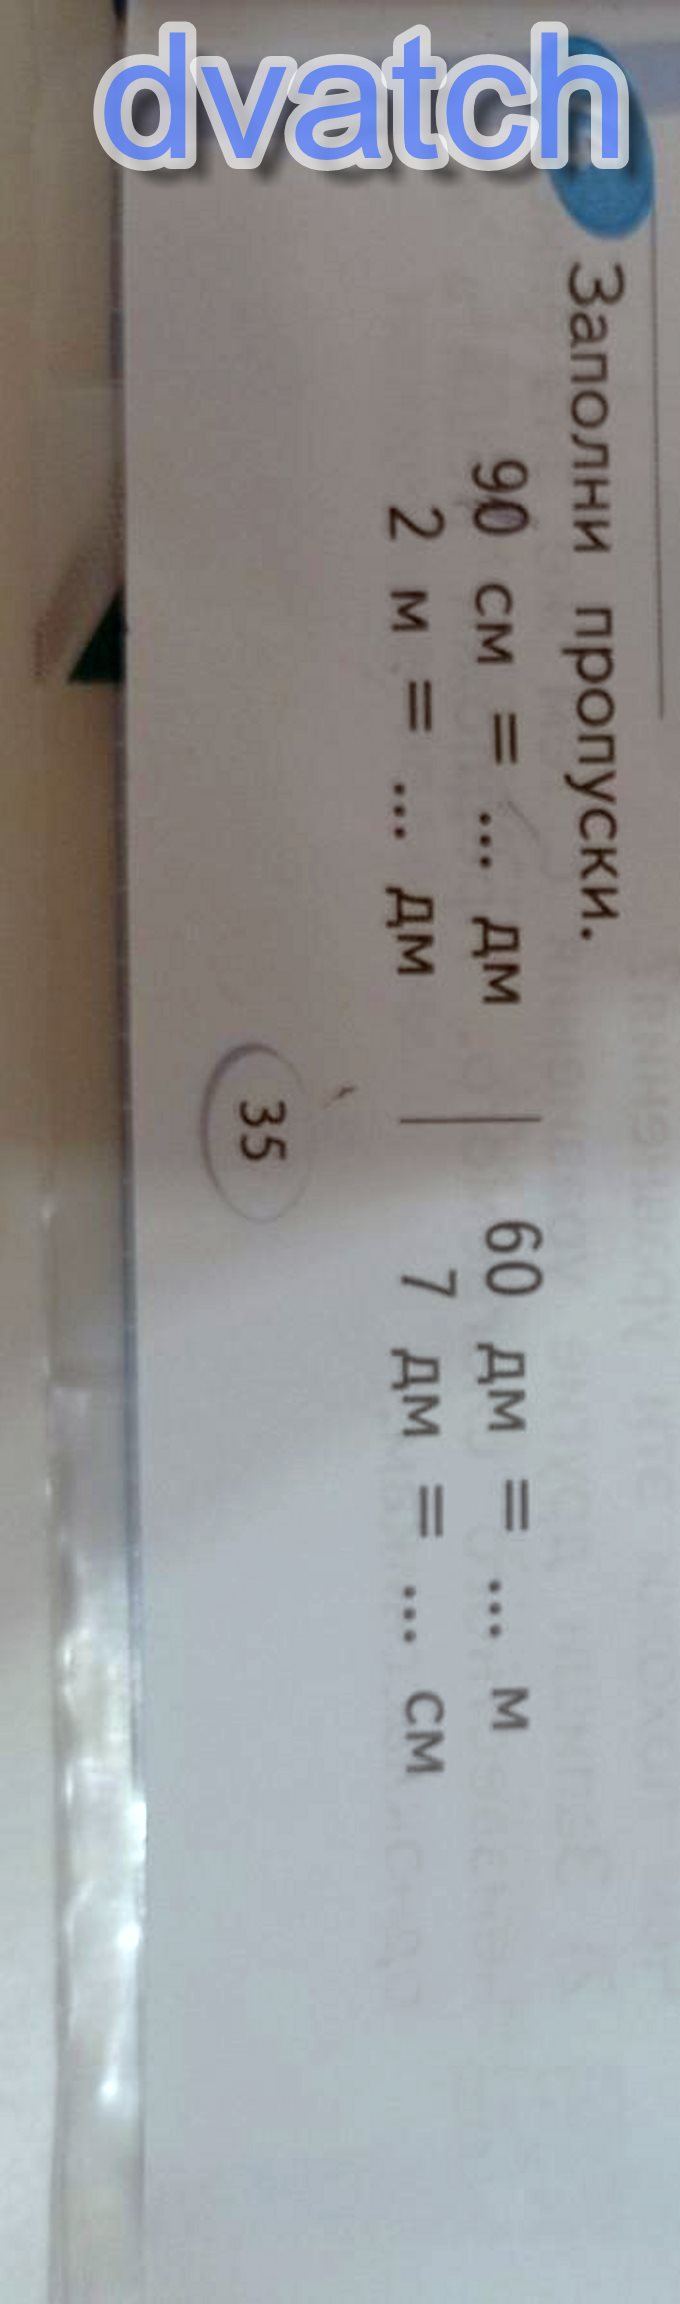 dvatch
Заполни пропуски.
90 см = ... дм | 60 дм = ... м
2 м = ... дм | 7 дм = ... см
35